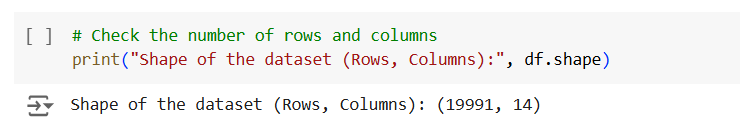 [ ] # Check the number of rows and columns
print("Shape of the dataset (Rows, Columns):", df.shape)
Shape of the dataset (Rows, Columns): (19991, 14)